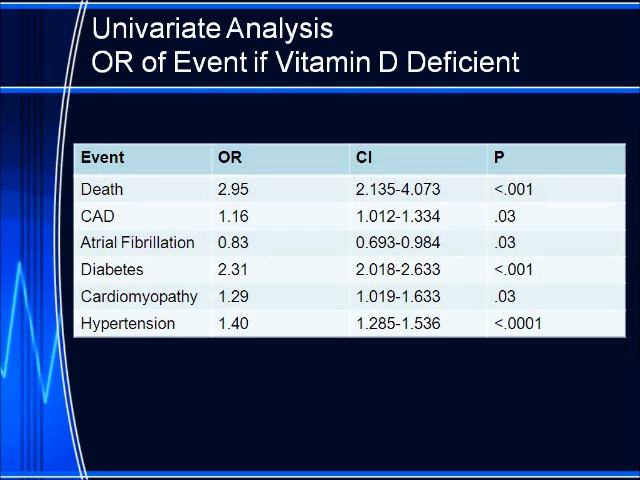 Univariate Analysis
OR of Event if Vitamin D Deficient
Event OR CI P
Death 2.95 2.135-4.073 <.001
CAD 1.16 1.012-1.334 .03
Atrial Fibrillation 0.83 0.693-0.984 .03
Diabetes 2.31 2.018-2.633 <.001
Cardiomyopathy 1.29 1.019-1.633 .03
Hypertension 1.40 1.285-1.536 <.0001